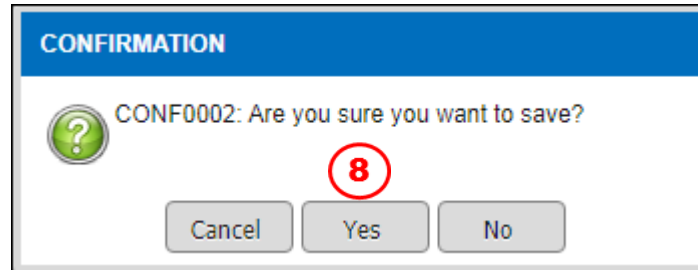 CONFIRMATION
CONF0002: Are you sure you want to save?
8
Cancel Yes No